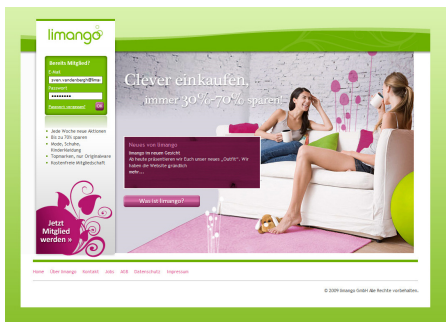 limango
Bereits Mitglied?
E-Mail
sven.vandenbergh@lima
Passwort
Passwort vergessen?
OK
Jede Woche neue Aktionen
Bis zu 70% sparen
Mode, Schuhe,
Kinderkleidung
Topmarken, nur Originalware
Kostenfreie Mitgliedschaft
Jetzt
Mitglied
werden »
Clever einkaufen,
immer 30%-70% sparen
Neues von limango
limango im neuen Gesicht
Ab heute präsentieren wir Euch unser neues „Outfit“. Wir
haben die Website gründlich
mehr ...
Was ist limango?
Home Über limango Kontakt Jobs AGB Datenschutz Impressum
© 2009 limango GmbH Alle Rechte vorbehalten.